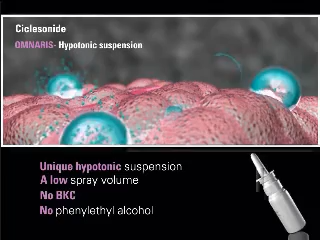 Ciclesonide
OMNARIS- Hypotonic suspension
Unique hypotonic suspension
A low spray volume
No BKC
No phenylethyl alcohol